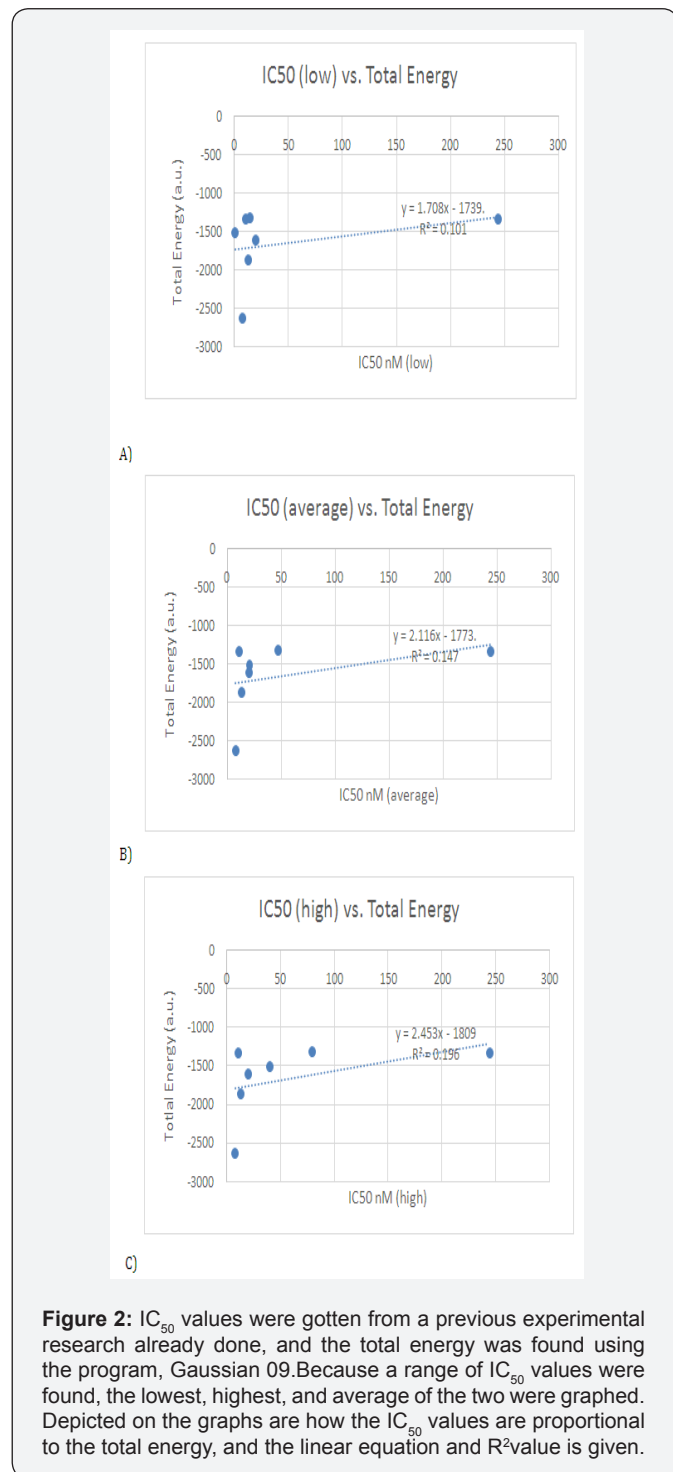 IC50 (low) vs. Total Energy
0
0 50 100 150 200 250 300
-500
-1000
-1500
-2000
-2500
-3000
Total Energy (a.u.)
y = 1.708x - 1739.
R² = 0.101
IC50 nM (low)
A)
IC50 (average) vs. Total Energy
0
0 50 100 150 200 250 300
-500
-1000
-1500
-2000
-2500
-3000
Total Energy (a.u.)
y = 2.116x - 1773.
R² = 0.147
IC50 nM (average)
B)
IC50 (high) vs. Total Energy
0
0 50 100 150 200 250 300
-500
-1000
-1500
-2000
-2500
-3000
Totlal Energy (a.u.)
y = 2.453x - 1809
R² = 0.196
IC50 nM (high)
C)
Figure 2: IC₅₀ values were gotten from a previous experimental
research already done, and the total energy was found using
the program, Gaussian 09.Because a range of IC₅₀ values were
found, the lowest, highest, and average of the two were graphed.
Depicted on the graphs are how the IC₅₀ values are proportional
to the total energy, and the linear equation and R²value is given.